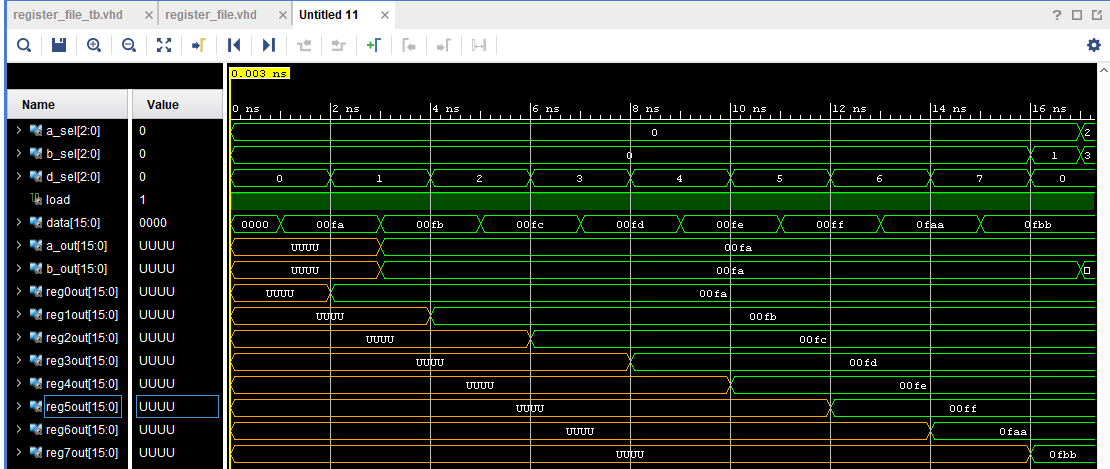 register_file_tb.vhd × register_file.vhd × Untitled 11 ×
?
0.003 ns
Name Value 0 ns 2 ns 4 ns 6 ns 8 ns 10 ns 12 ns 14 ns 16 ns
a_sel[2:0] 0 0 2
b_sel[2:0] 0 0 1 3
d_sel[2:0] 0 0 1 2 3 4 5 6 7 0
load 1
data[15:0] 0000 0000 00fa 00fb 00fc 00fd 00fe 00ff 0faa 0fbb
a_out[15:0] UUUU UUUU 00fa
b_out[15:0] UUUU UUUU 00fa
reg0out[15:0] UUUU UUUU 00fa
reg1out[15:0] UUUU UUUU 00fb
reg2out[15:0] UUUU UUUU 00fc
reg3out[15:0] UUUU UUUU 00fd
reg4out[15:0] UUUU UUUU 00fe
reg5out[15:0] UUUU UUUU 00ff
reg6out[15:0] UUUU UUUU 0faa
reg7out[15:0] UUUU UUUU 0fbb